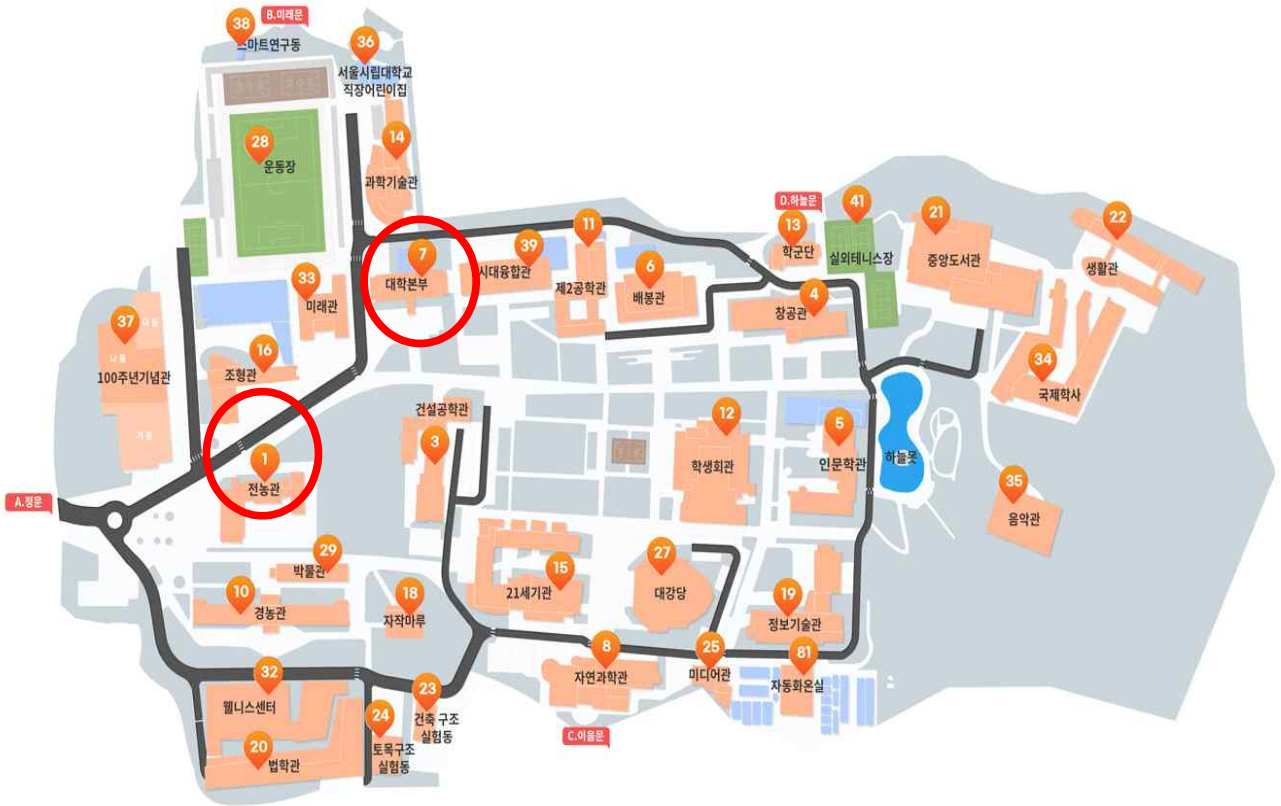 38
B.미래문
스마트연구동
36
서울시립대학교
직장어린이집
28
운동장
14
과학기술관
D.하늘문
41
실외테니스장
13
학군단
21
중앙도서관
22
생활관
7
대학본부
39
시대융합관
11
제2공학관
6
배봉관
4
창공관
33
미래관
37
다동
나동
100주년기념관
가동
16
조형관
34
국제학사
건설공학관
3
12
학생회관
5
인문학관
하늘못
1
전농관
A.정문
35
음악관
29
박물관
10
경농관
18
자작마루
15
21세기관
27
대강당
19
정보기술관
8
자연과학관
25
미디어관
81
자동화온실
32
웰니스센터
23
건축 구조
실험동
24
토목구조
실험동
20
법학관
C.이음문